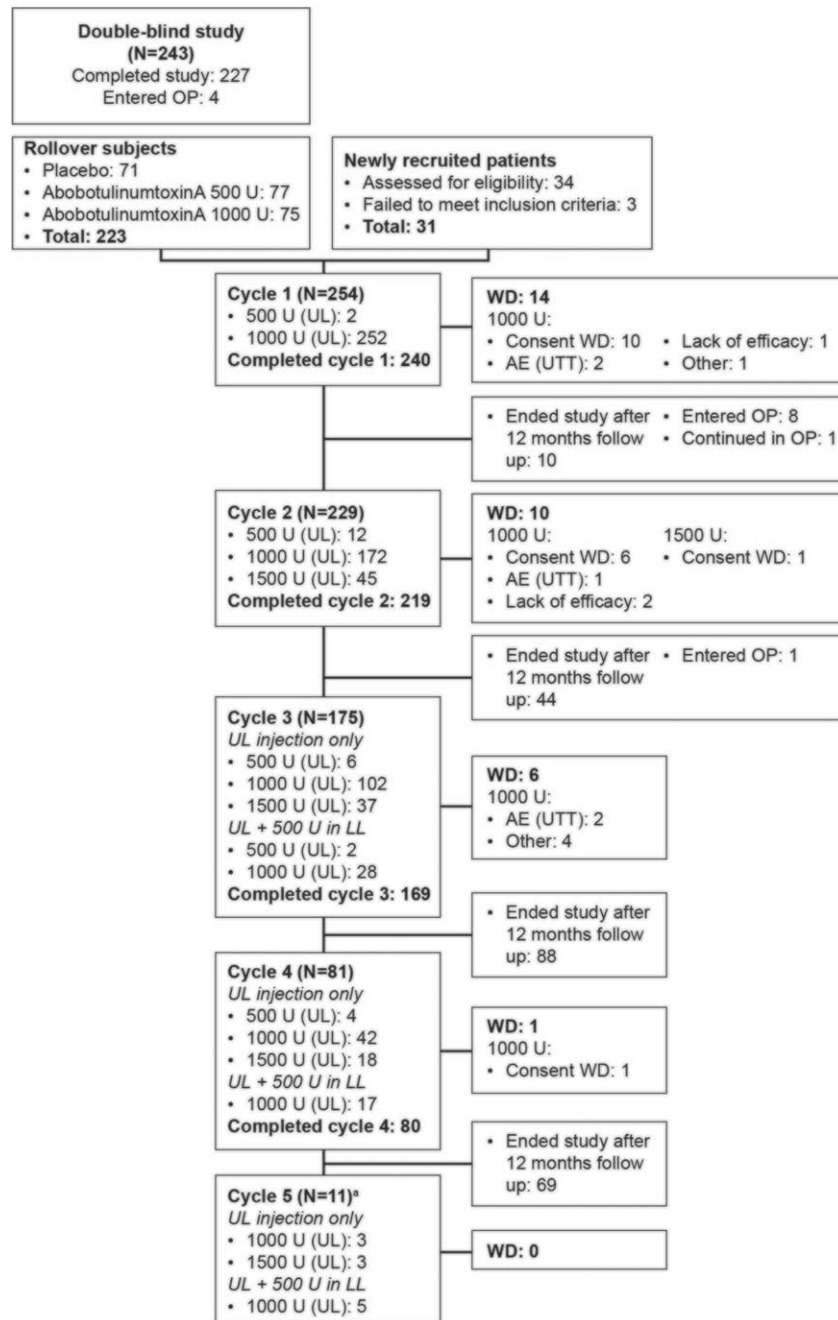 Double-blind study
(N=243)
Completed study: 227
Entered OP: 4
Rollover subjects
• Placebo: 71
• AbobotulinumtoxinA 500 U: 77
• AbobotulinumtoxinA 1000 U: 75
• Total: 223
Newly recruited patients
• Assessed for eligibility: 34
• Failed to meet inclusion criteria: 3
• Total: 31
Cycle 1 (N=254)
• 500 U (UL): 2
• 1000 U (UL): 252
Completed cycle 1: 240
WD: 14
1000 U:
• Consent WD: 10 • Lack of efficacy: 1
• AE (UTT): 2 • Other: 1
• Ended study after • Entered OP: 8
12 months follow • Continued in OP: 1
up: 10
Cycle 2 (N=229)
• 500 U (UL): 12
• 1000 U (UL): 172
• 1500 U (UL): 45
Completed cycle 2: 219
WD: 10
1000 U: 1500 U:
• Consent WD: 6 • Consent WD: 1
• AE (UTT): 1
• Lack of efficacy: 2
• Ended study after • Entered OP: 1
12 months follow
up: 44
Cycle 3 (N=175)
UL injection only
• 500 U (UL): 6
• 1000 U (UL): 102
• 1500 U (UL): 37
UL + 500 U in LL
• 500 U (UL): 2
• 1000 U (UL): 28
Completed cycle 3: 169
WD: 6
1000 U:
• AE (UTT): 2
• Other: 4
• Ended study after
12 months follow
up: 88
Cycle 4 (N=81)
UL injection only
• 500 U (UL): 4
• 1000 U (UL): 42
• 1500 U (UL): 18
UL + 500 U in LL
• 1000 U (UL): 17
Completed cycle 4: 80
WD: 1
1000 U:
• Consent WD: 1
• Ended study after
12 months follow
up: 69
Cycle 5 (N=11)ª
UL injection only
• 1000 U (UL): 3
• 1500 U (UL): 3
UL + 500 U in LL
• 1000 U (UL): 5
WD: 0